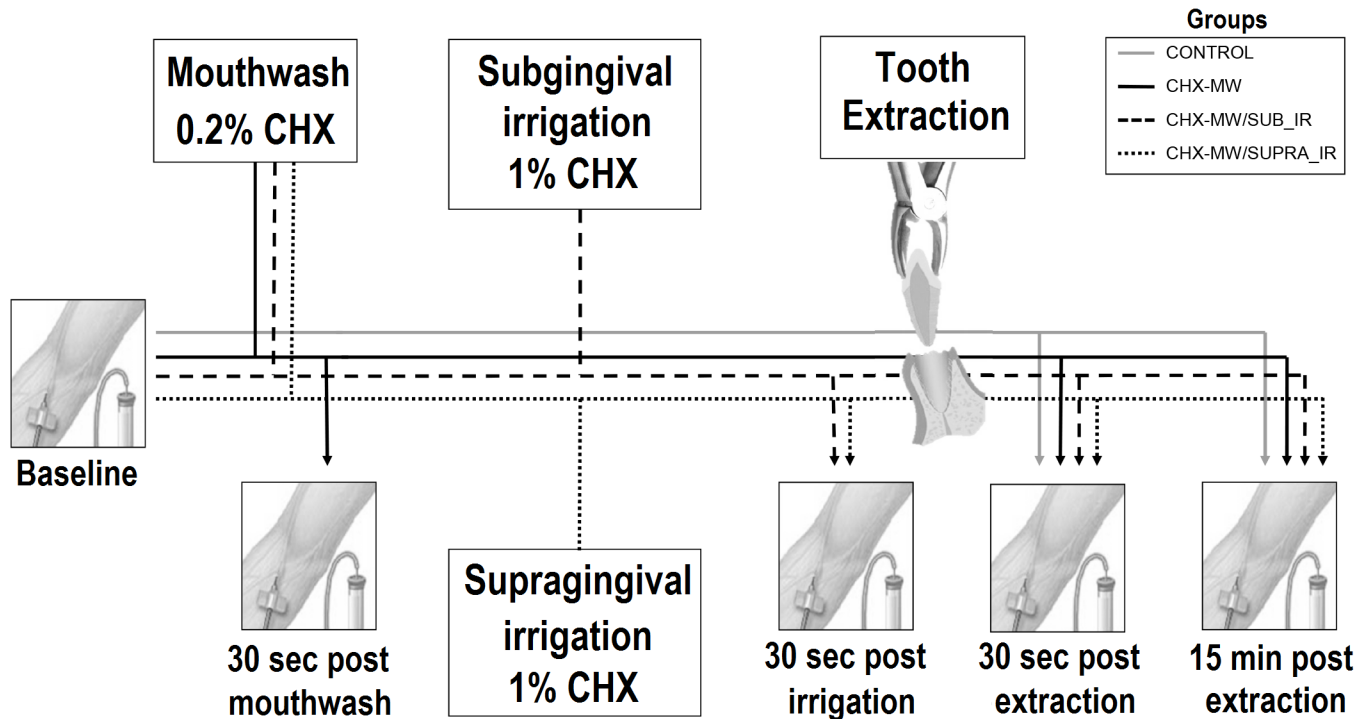 Groups
CONTROL
CHX-MW
CHX-MW/SUB_IR
CHX-MW/SUPRA_IR
Mouthwash
0.2% CHX
Subgingival
irrigation
1% CHX
Tooth
Extraction
Baseline
30 sec post
mouthwash
Supragingival
irrigation
1% CHX
30 sec post
irrigation
30 sec post
extraction
15 min post
extraction